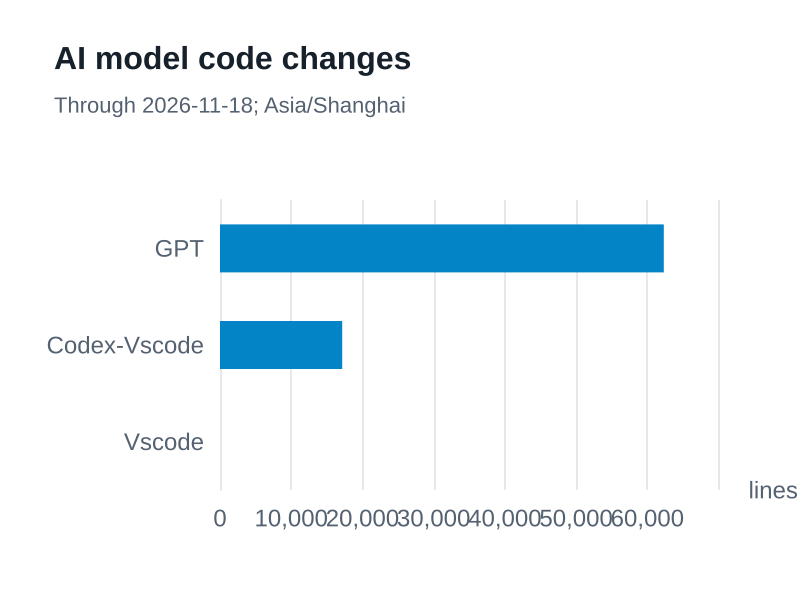 AI model code changes
Through 2026-11-18; Asia/Shanghai
GPT
Codex-Vscode
Vscode
lines
0 10,000 20,000 30,000 40,000 50,000 60,000